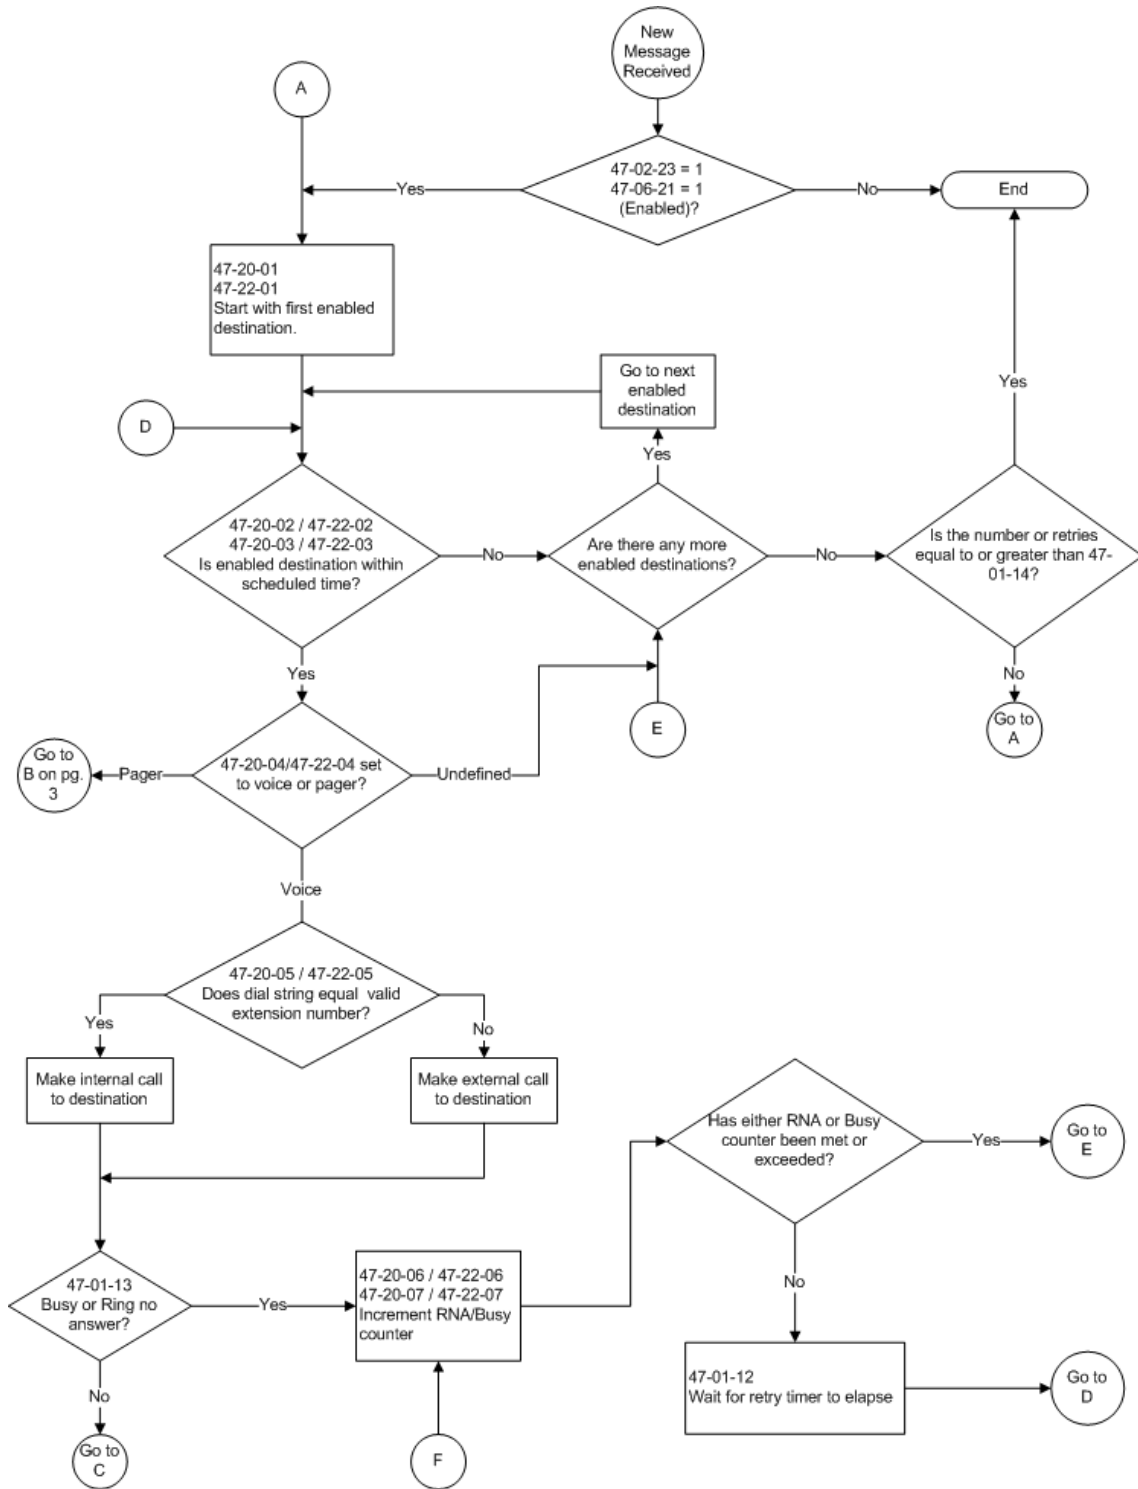 New
Message
Received
A
47-02-23 = 1
47-06-21 = 1
(Enabled)?
Yes
No
End
47-20-01
47-22-01
Start with first enabled
destination.
Go to next
enabled
destination
Yes
D
Yes
47-20-02 / 47-22-02
47-20-03 / 47-22-03
Is enabled destination within
scheduled time?
No
Are there any more
enabled destinations?
No
Is the number or retries
equal to or greater than 47-
01-14?
Yes
No
E
Go to
A
Go to
B on pg.
3
Pager
47-20-04/47-22-04 set
to voice or pager?
Undefined
Voice
47-20-05 / 47-22-05
Does dial string equal  valid
extension number?
Yes
No
Make internal call
to destination
Make external call
to destination
Has either RNA or Busy
counter been met or
exceeded?
Yes
Go to
E
47-01-13
Busy or Ring no
answer?
Yes
47-20-06 / 47-22-06
47-20-07 / 47-22-07
Increment RNA/Busy
counter
No
No
47-01-12
Wait for retry timer to elapse
Go to
D
Go to
C
F